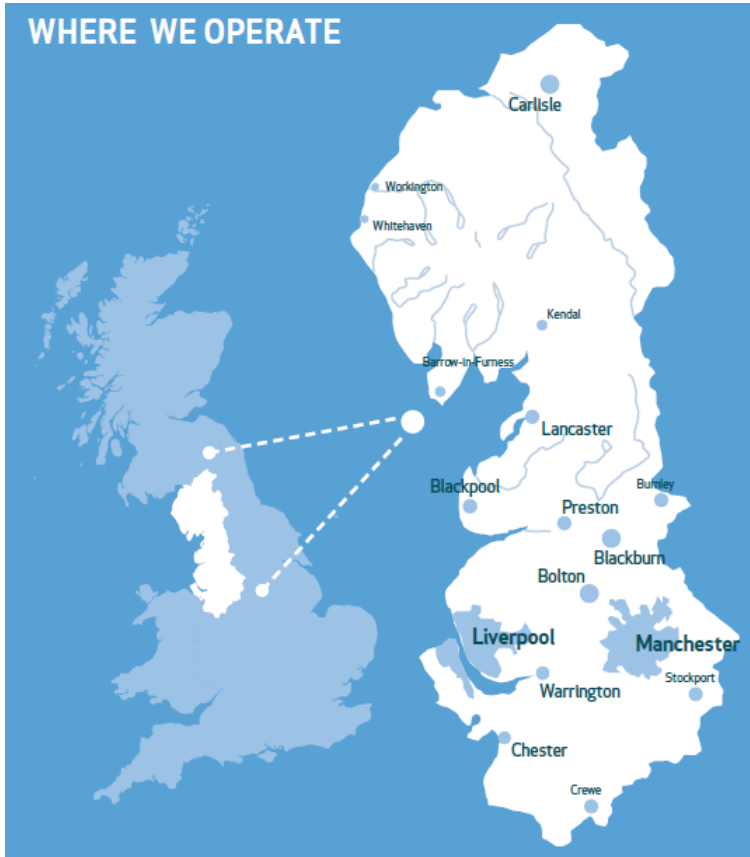 WHERE WE OPERATE
Carlisle
Workington
Whitehaven
Kendal
Barrow-in-Furness
Lancaster
Blackpool
Burnley
Preston
Blackburn
Bolton
Liverpool
Manchester
Stockport
Warrington
Chester
Crewe